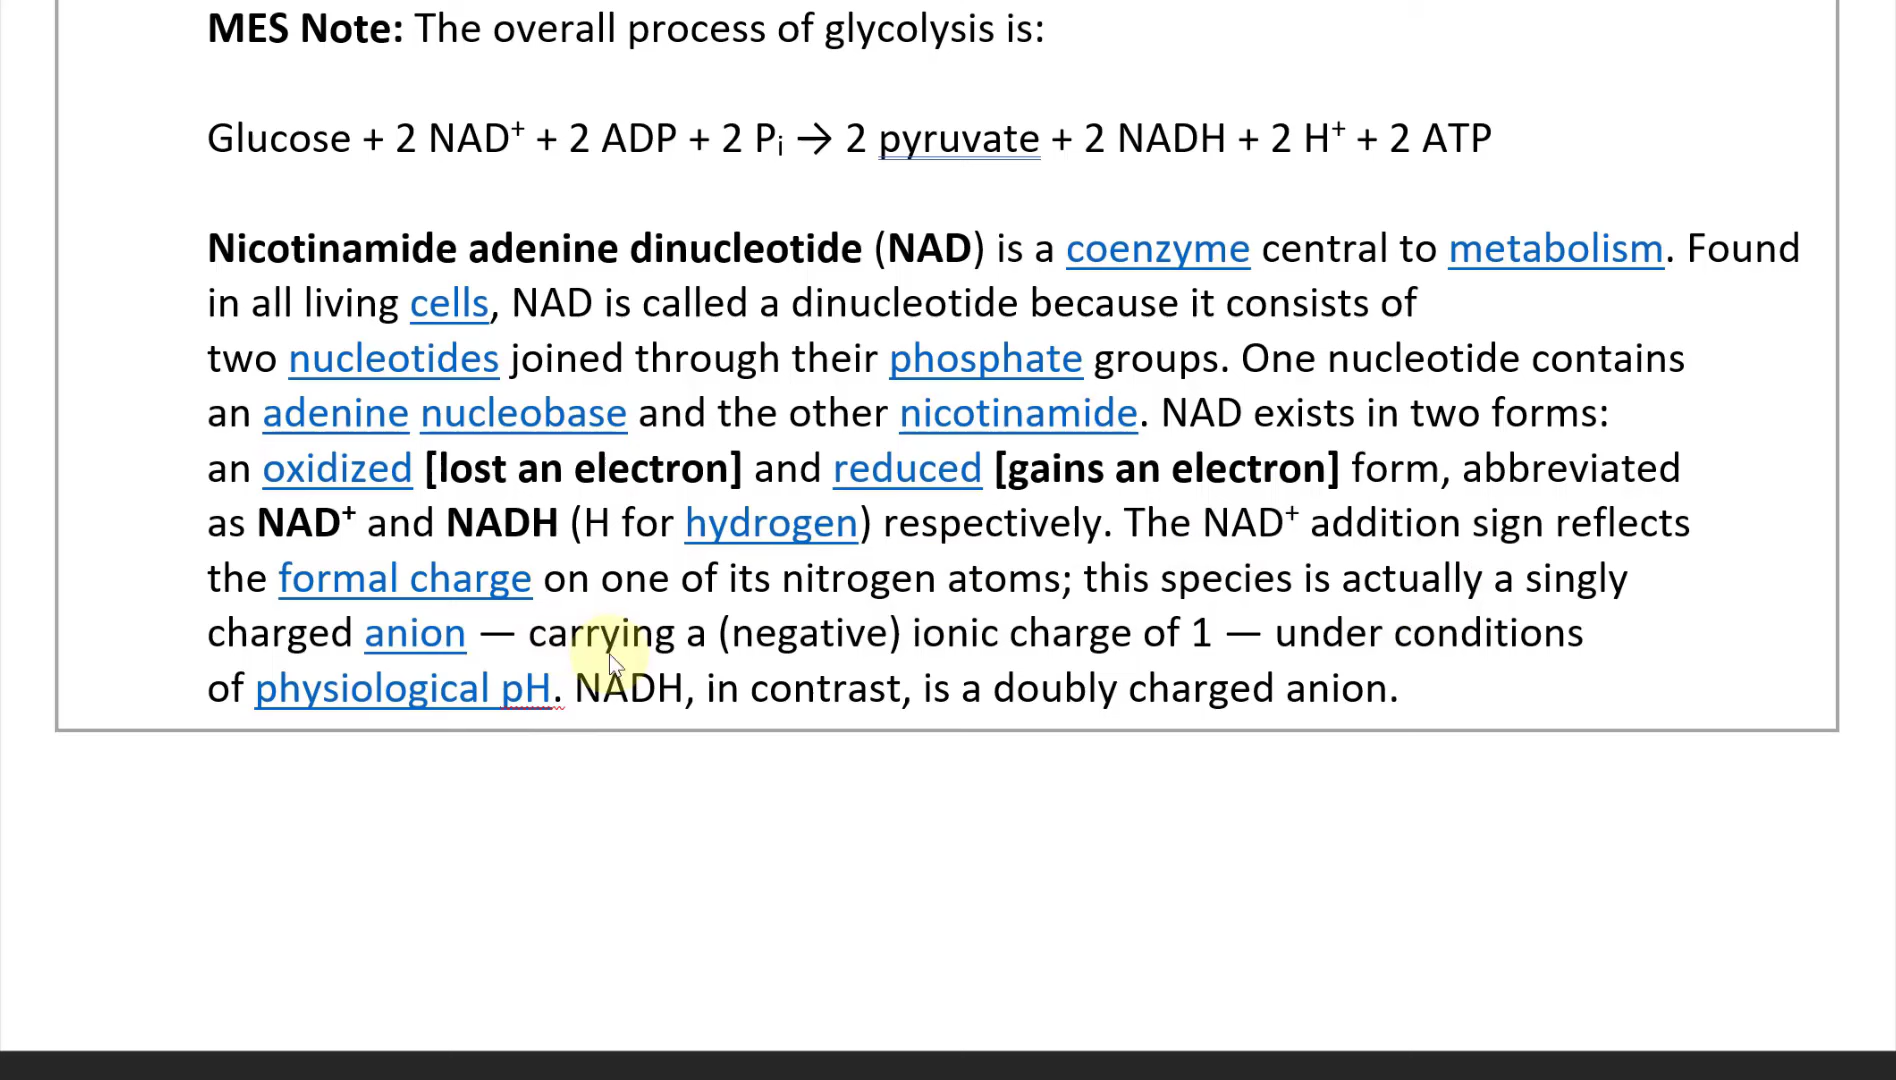 MES Note: The overall process of glycolysis is:
Glucose + 2 NAD⁺ + 2 ADP + 2 Pᵢ → 2 pyruvate + 2 NADH + 2 H⁺ + 2 ATP
Nicotinamide adenine dinucleotide (NAD) is a coenzyme central to metabolism. Found
in all living cells, NAD is called a dinucleotide because it consists of
two nucleotides joined through their phosphate groups. One nucleotide contains
an adenine nucleobase and the other nicotinamide. NAD exists in two forms:
an oxidized [lost an electron] and reduced [gains an electron] form, abbreviated
as NAD⁺ and NADH (H for hydrogen) respectively. The NAD⁺ addition sign reflects
the formal charge on one of its nitrogen atoms; this species is actually a singly
charged anion — carrying a (negative) ionic charge of 1 — under conditions
of physiological pH. NADH, in contrast, is a doubly charged anion.